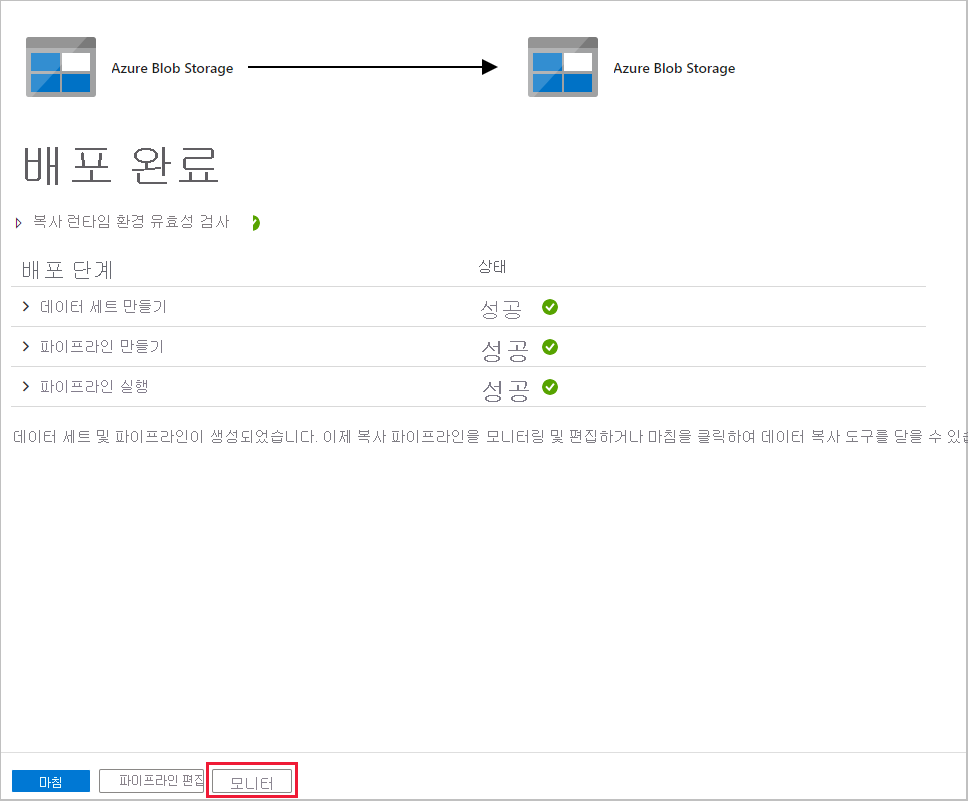 Azure Blob Storage
Azure Blob Storage
배포 완료
복사 런타임 환경 유효성 검사
배포 단계 상태
데이터 세트 만들기 성공
파이프라인 만들기 성공
파이프라인 실행 성공
데이터 세트 및 파이프라인이 생성되었습니다. 이제 복사 파이프라인을 모니터링 및 편집하거나 마침을 클릭하여 데이터 복사 도구를 닫을 수 있
마침 파이프라인 편집 모니터